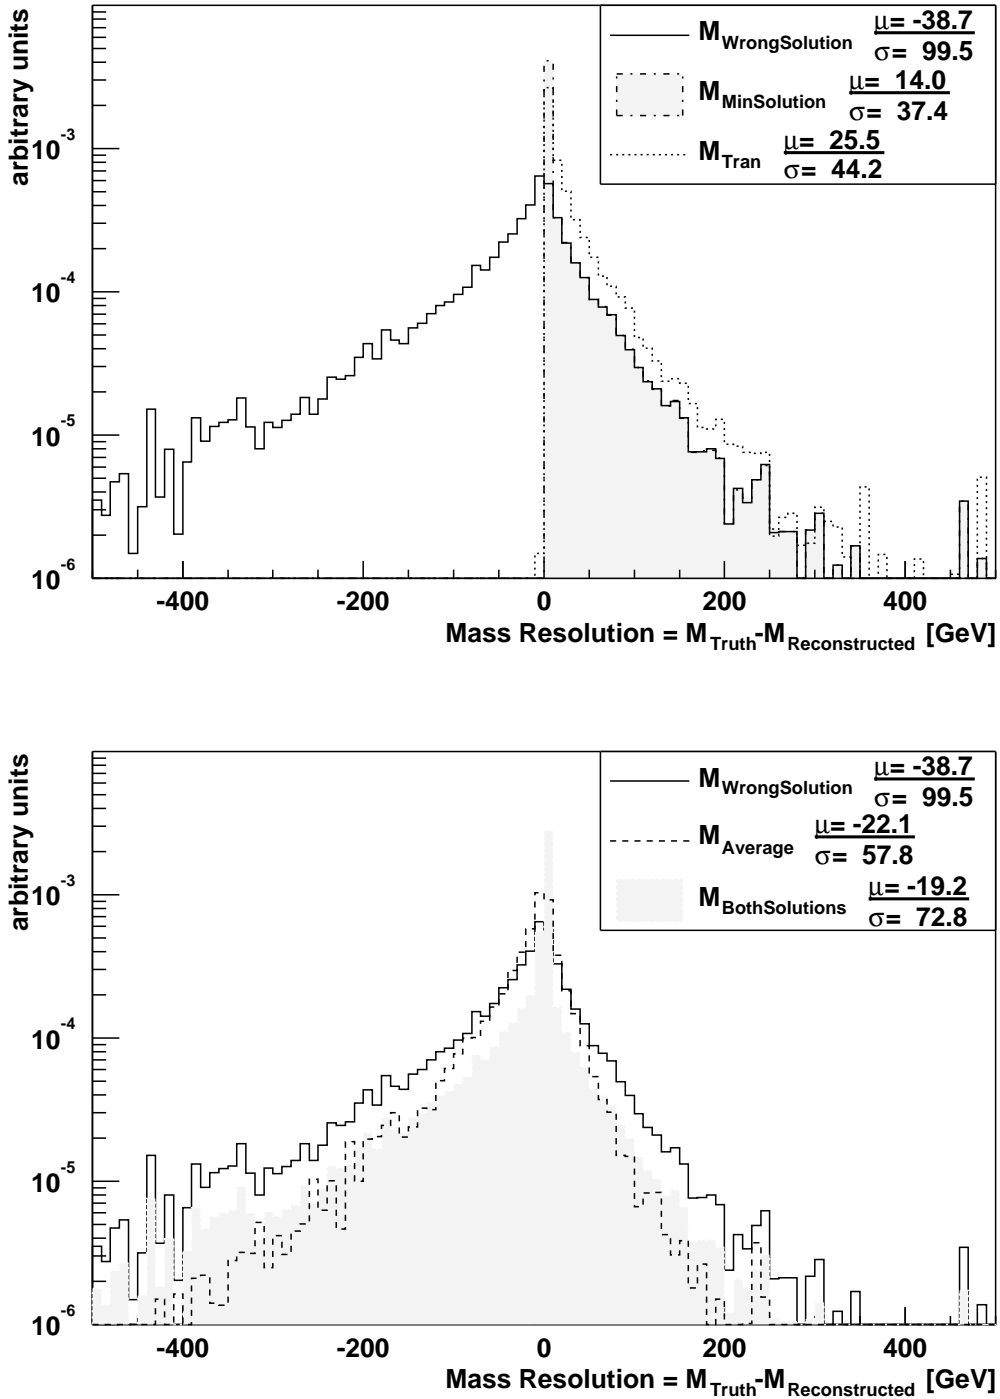 arbitrary units
M_WrongSolution μ= -38.7
σ= 99.5
M_MinSolution μ= 14.0
σ= 37.4
M_Tran μ= 25.5
σ= 44.2
10^-3
10^-4
10^-5
10^-6
-400 -200 0 200 400
Mass Resolution = M_Truth-M_Reconstructed [GeV]
arbitrary units
M_WrongSolution μ= -38.7
σ= 99.5
M_Average μ= -22.1
σ= 57.8
M_BothSolutions μ= -19.2
σ= 72.8
10^-3
10^-4
10^-5
10^-6
-400 -200 0 200 400
Mass Resolution = M_Truth-M_Reconstructed [GeV]